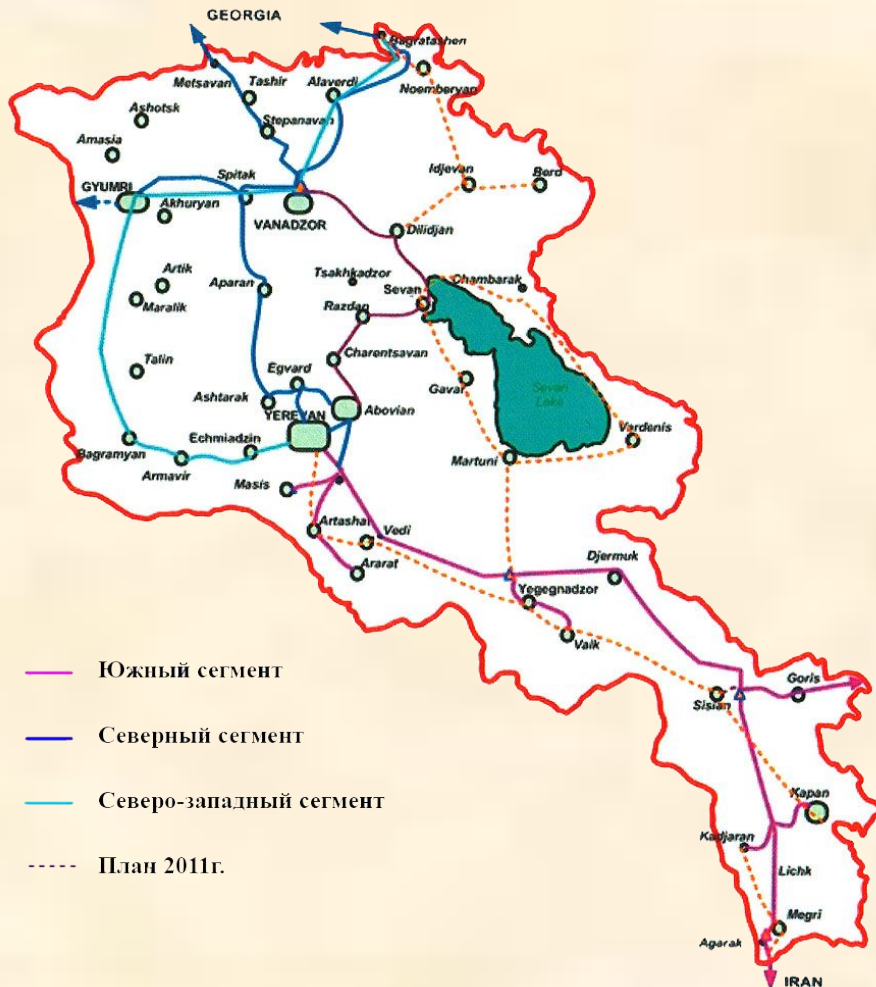 GEORGIA
Bagratashen
Metsavan
Tashir
Alaverdi
Noemberyan
Ashotsk
Stepanavan
Amasia
Idjevan
Berd
GYUMRI
Spitak
Akhuryan
VANADZOR
Dilidjan
Artik
Aparan
Tsakhkadzor
Chambarak
Sevan
Maralik
Razdan
Talin
Charentsavan
Egvard
Gavar
Sevan
Lake
Ashtarak
YEREVAN
Abovian
Vardenis
Bagramyan
Echmiadzin
Armavir
Martuni
Masis
Artashat
Vedi
Ararat
Djermuk
Yegegnadzor
Vaik
Южный сегмент
Goris
Sisian
Северный сегмент
Северо-западный сегмент
Kapan
Kadjaran
План 2011г.
Lichk
Megri
Agarak
IRAN